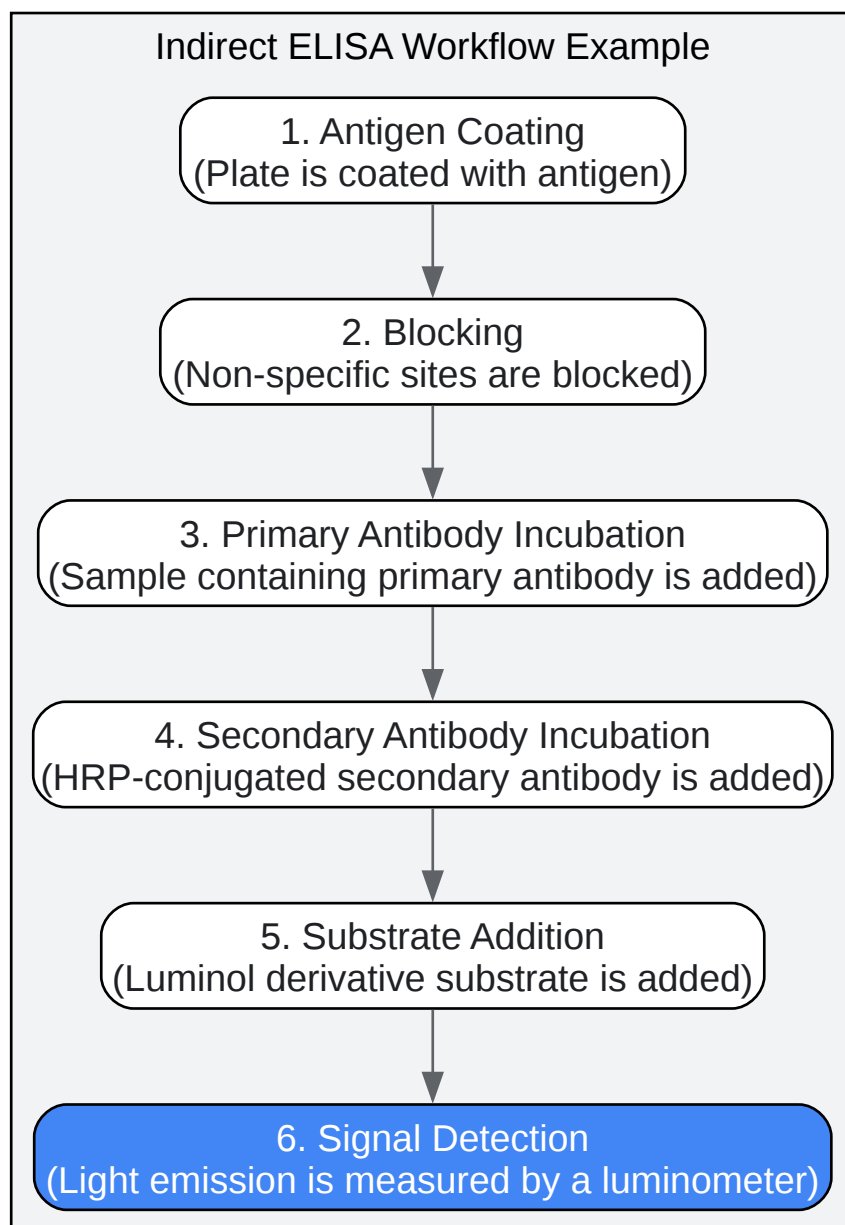 Indirect ELISA Workflow Example
1. Antigen Coating
(Plate is coated with antigen)
2. Blocking
(Non-specific sites are blocked)
3. Primary Antibody Incubation
(Sample containing primary antibody is added)
4. Secondary Antibody Incubation
(HRP-conjugated secondary antibody is added)
5. Substrate Addition
(Luminol derivative substrate is added)
6. Signal Detection
(Light emission is measured by a luminometer)